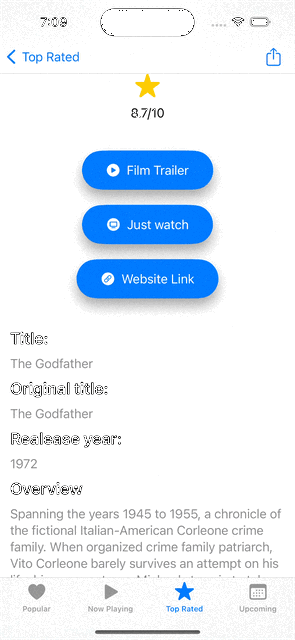 7:09
Top Rated
8.7/10
Film Trailer
Just watch
Website Link
Title:
The Godfather
Original title:
The Godfather
Realease year:
1972
Overview
Spanning the years 1945 to 1955, a chronicle of
the fictional Italian-American Corleone crime
family. When organized crime family patriarch,
Vito Corleone barely survives an attempt on his
Popular
Now Playing
Top Rated
Upcoming